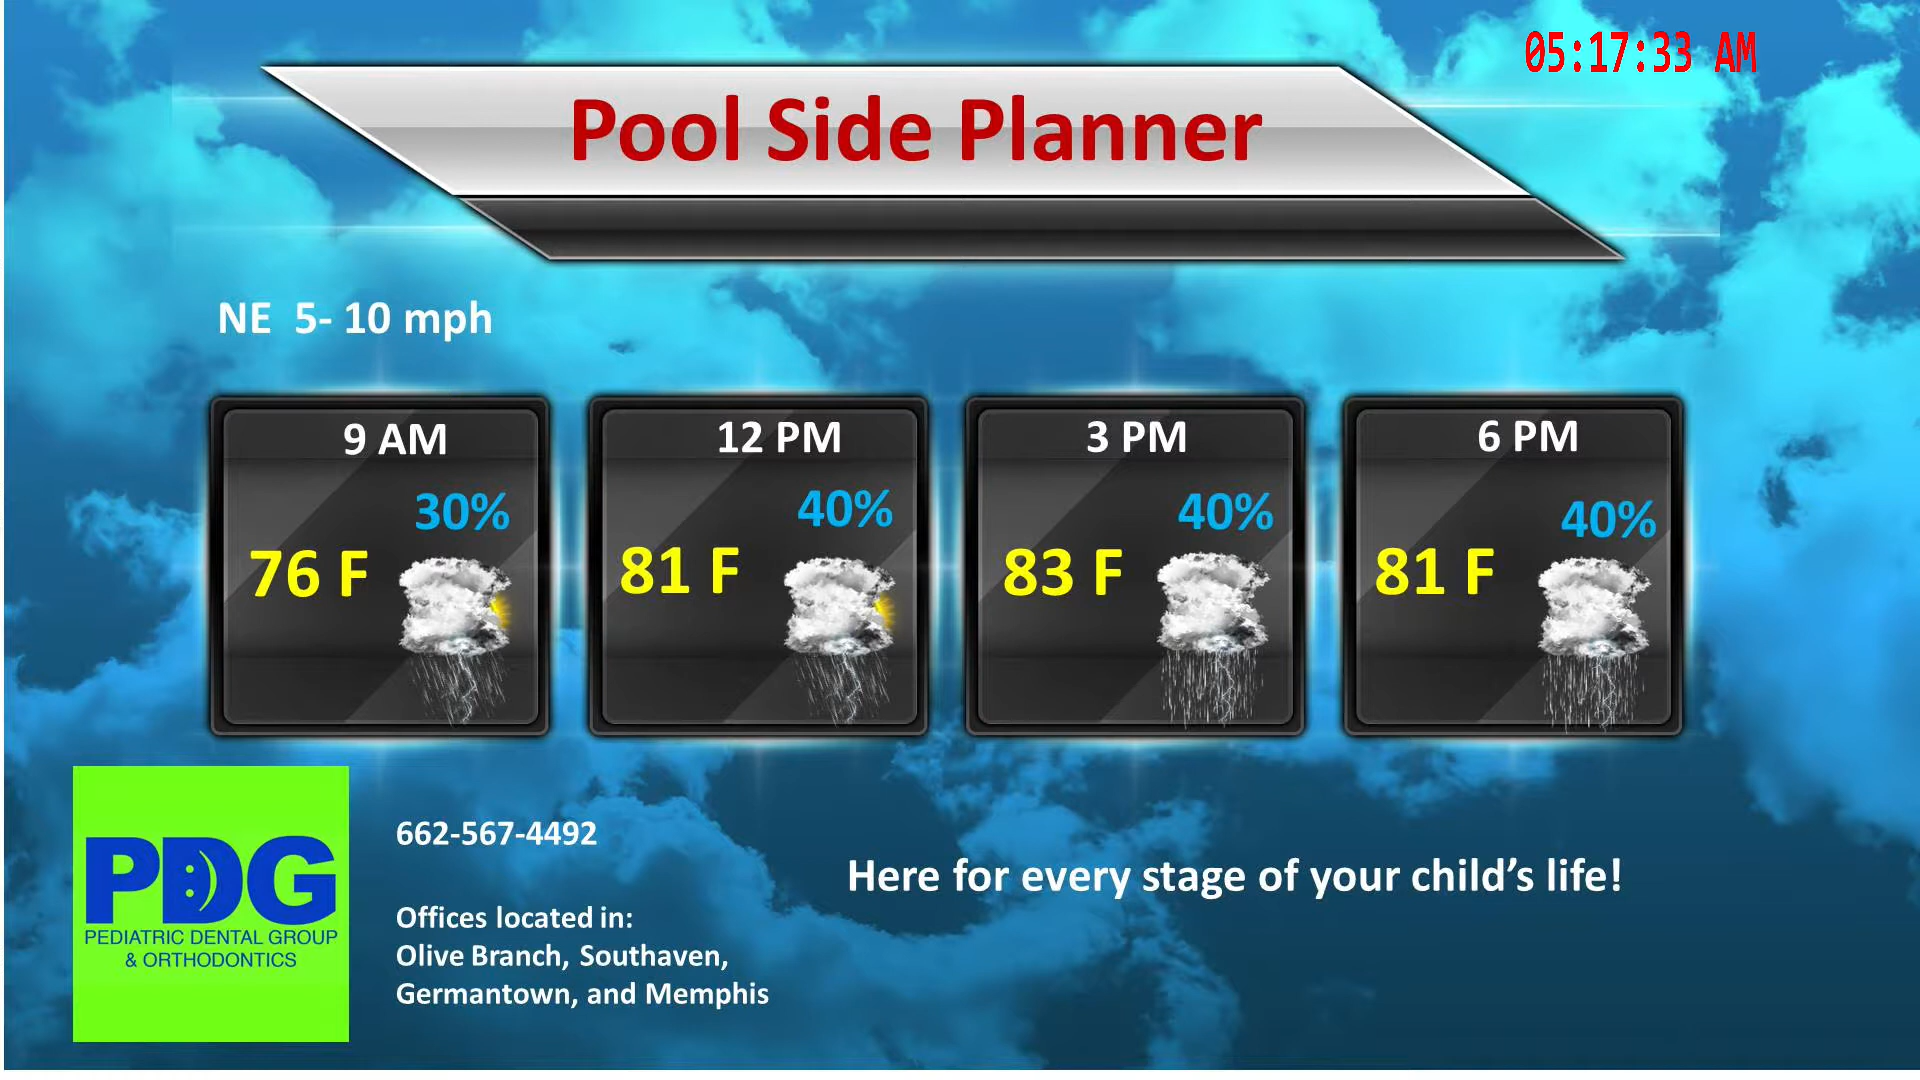 05:17:33 AM
Pool Side Planner
NE  5- 10 mph
9 AM
30%
76 F
12 PM
40%
81 F
3 PM
40%
83 F
6 PM
40%
81 F
PDG
PEDIATRIC DENTAL GROUP
& ORTHODONTICS
662-567-4492
Offices located in:
Olive Branch, Southaven,
Germantown, and Memphis
Here for every stage of your child’s life!